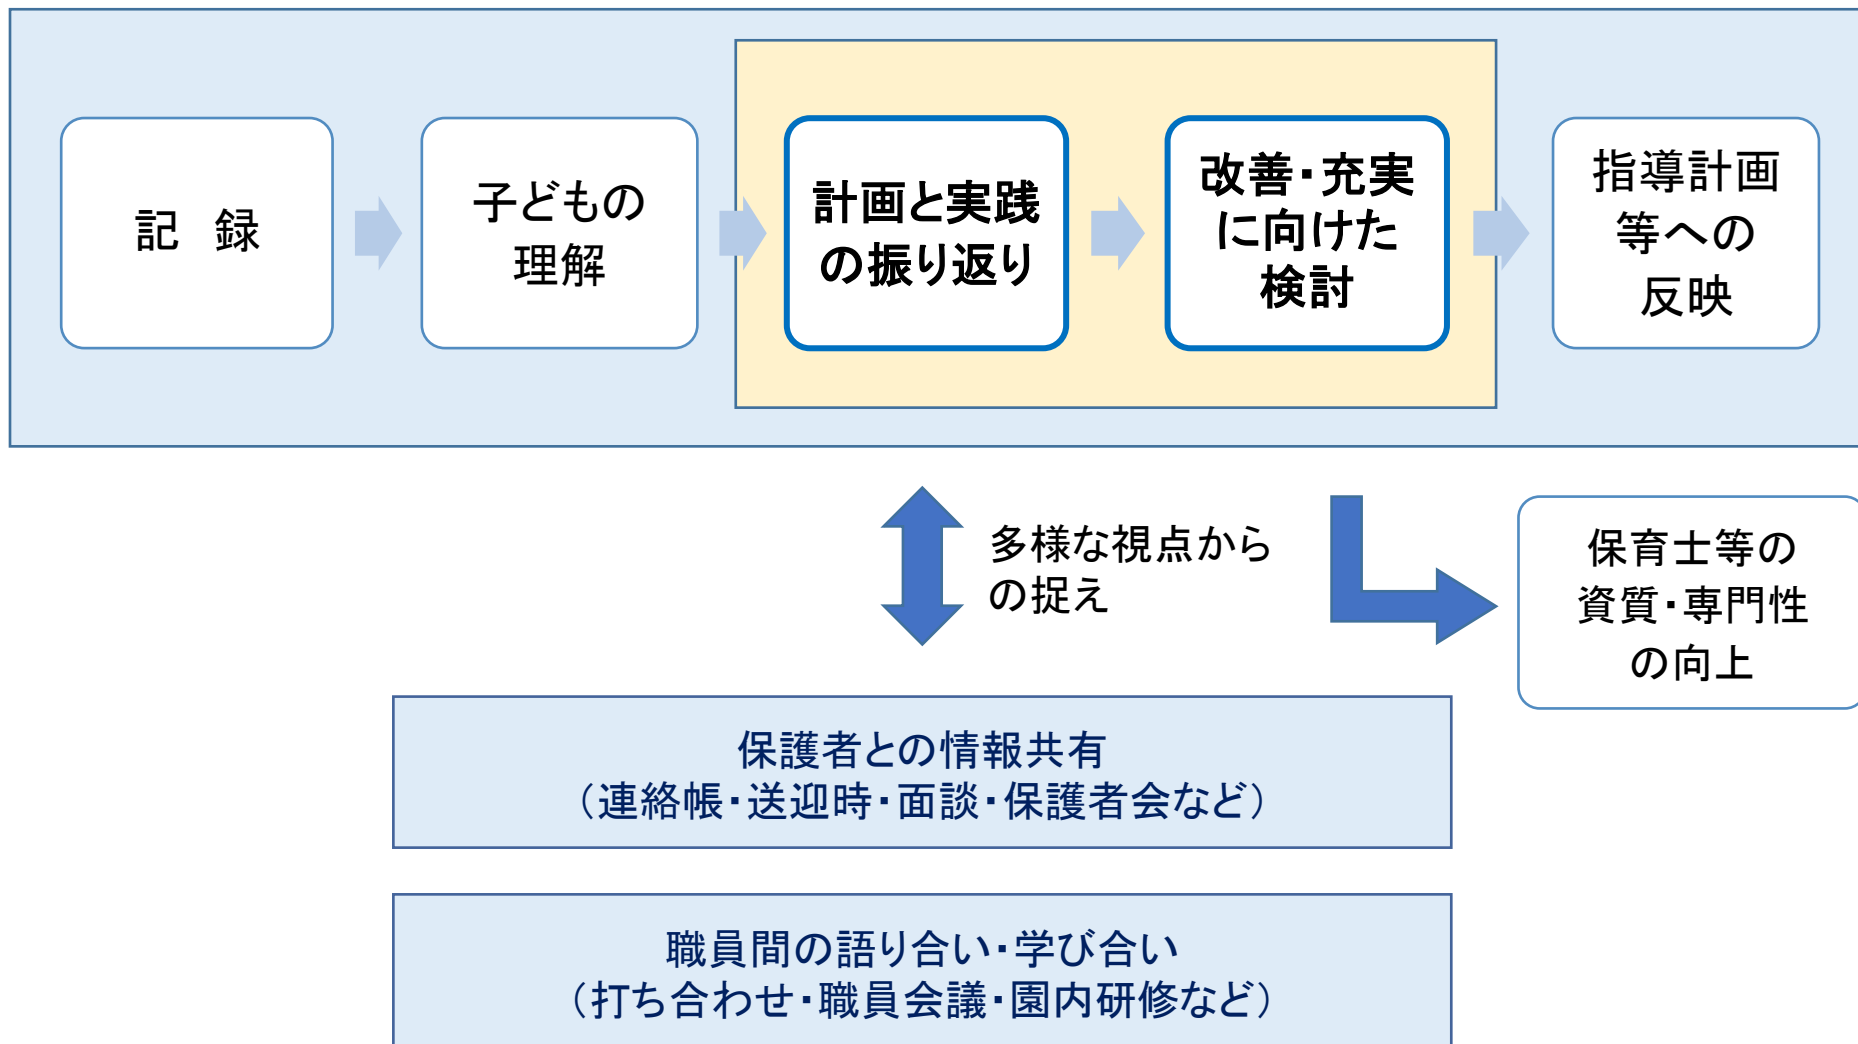 記　録
子どもの
理解
計画と実践
の振り返り
改善・充実
に向けた
検討
指導計画
等への
反映
多様な視点から
の捉え
保育士等の
資質・専門性
の向上
保護者との情報共有
（連絡帳・送迎時・面談・保護者会など）
職員間の語り合い・学び合い
（打ち合わせ・職員会議・園内研修など）